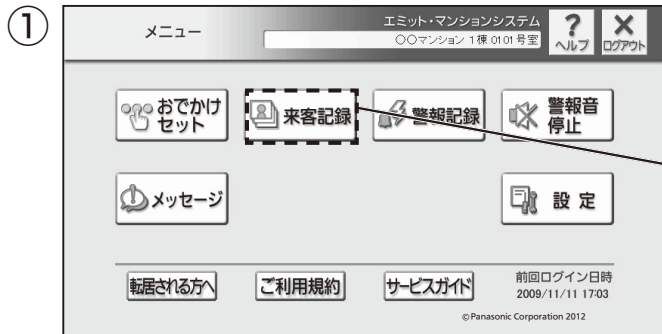 ①
メニュー
エミット・マンションシステム
〇〇マンション 1棟 0101号室
?
ヘルプ
×
ログアウト
おでかけ
セット
来客記録
警報記録
警報音
停止
メッセージ
設定
転居される方へ
ご利用規約
サービスガイド
前回ログイン日時
2009/11/11 17:03
©Panasonic Corporation 2012